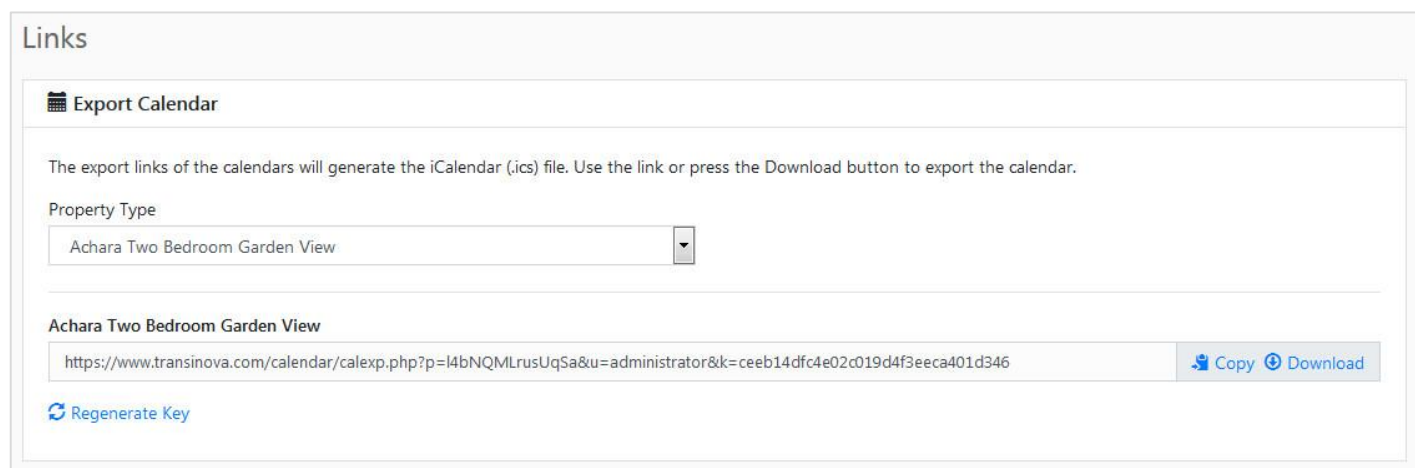 Links
Export Calendar
The export links of the calendars will generate the iCalendar (.ics) file. Use the link or press the Download button to export the calendar.
Property Type
Achara Two Bedroom Garden View
Achara Two Bedroom Garden View
https://www.transinova.com/calendar/calexp.php?p=l4bNQMLrusUqSa&u=administrator&k=ceeb14dfc4e02c019d4f3eeca401d346 Copy Download
Regenerate Key